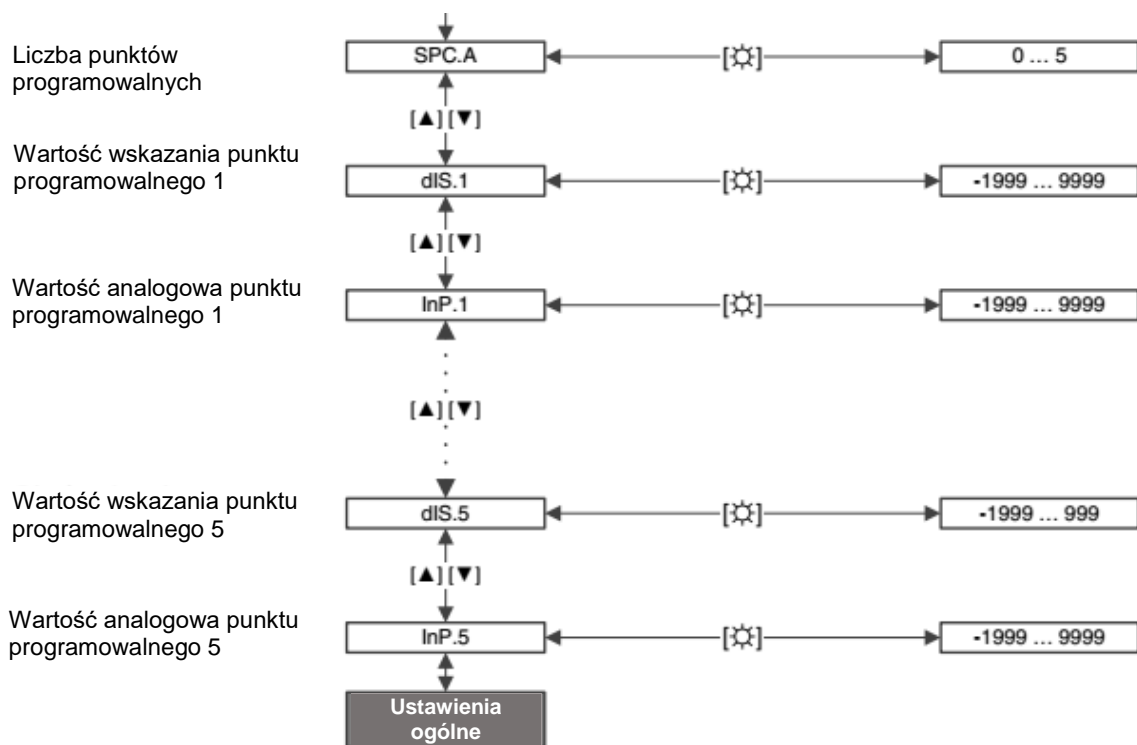 Liczba punktów
programowalnych
SPC.A
[☼]
0 ... 5
[▲] [▼]
Wartość wskazania punktu
programowalnego 1
dIS.1
[☼]
-1999 ... 9999
[▲] [▼]
Wartość analogowa punktu
programowalnego 1
InP.1
[☼]
-1999 ... 9999
[▲] [▼]
Wartość wskazania punktu
programowalnego 5
dIS.5
[☼]
-1999 ... 999
[▲] [▼]
Wartość analogowa punktu
programowalnego 5
InP.5
[☼]
-1999 ... 9999
Ustawienia
ogólne